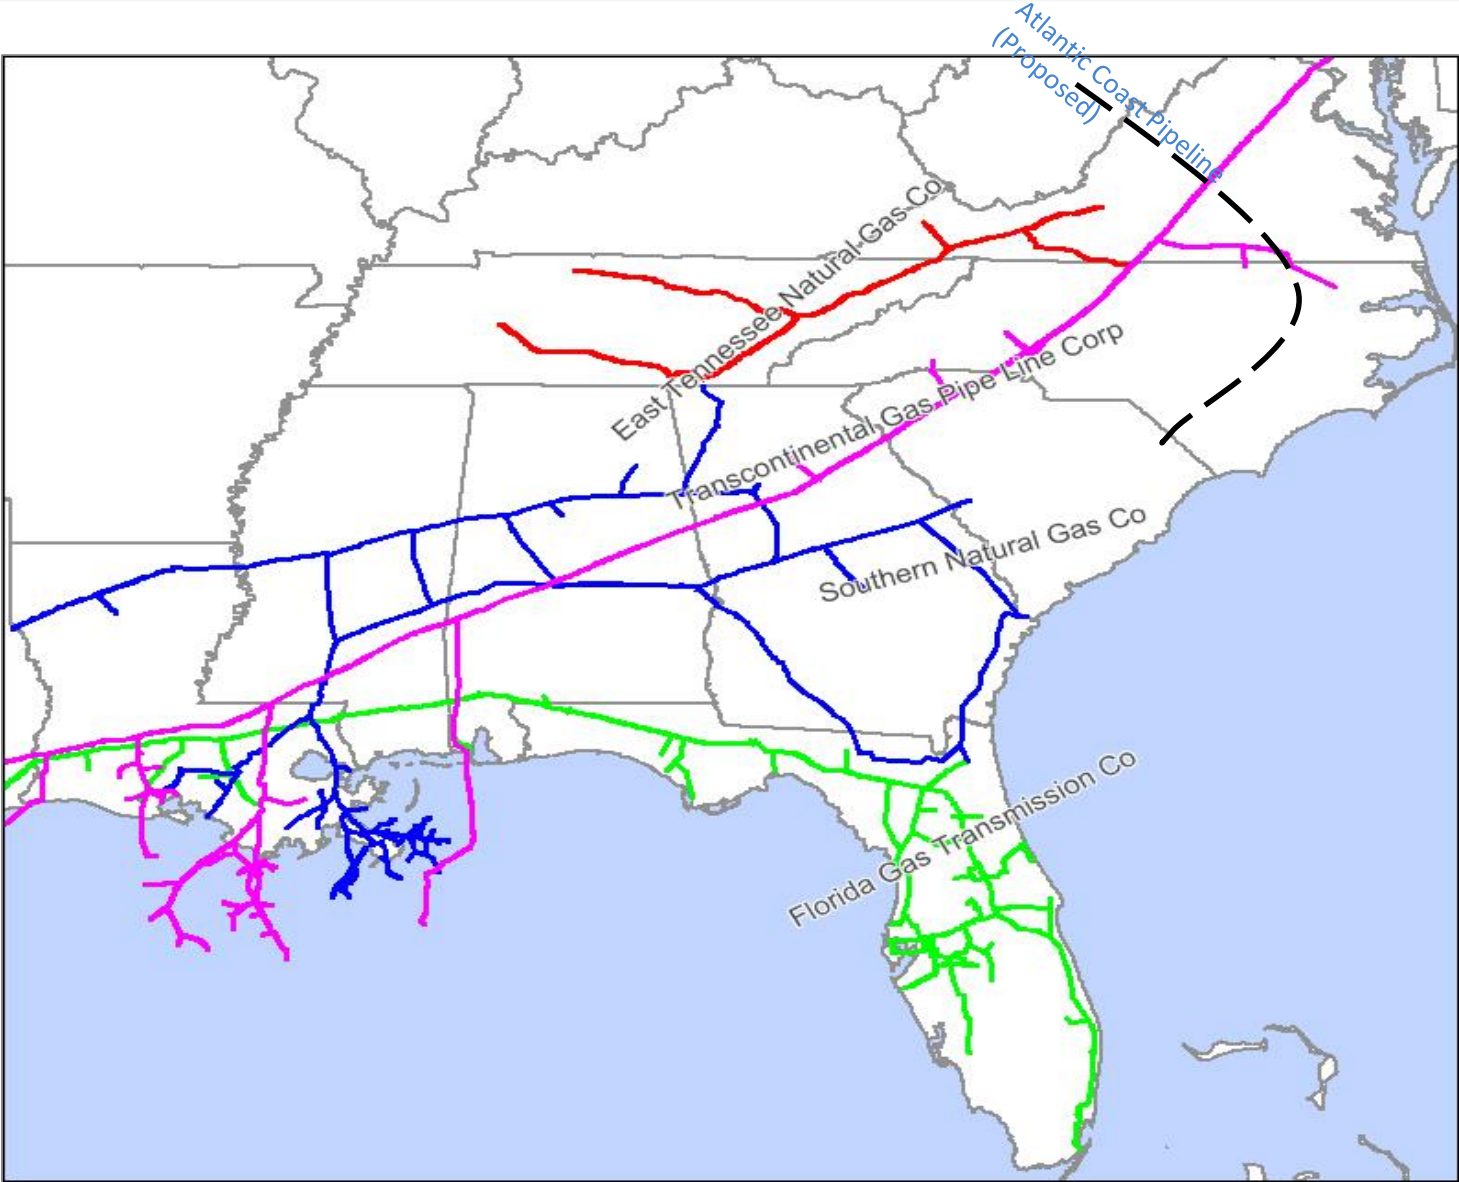 Atlantic Coast Pipeline
(Proposed)
East Tennessee Natural Gas Co
Transcontinental Gas Pipe Line Corp
Southern Natural Gas Co
Florida Gas Transmission Co